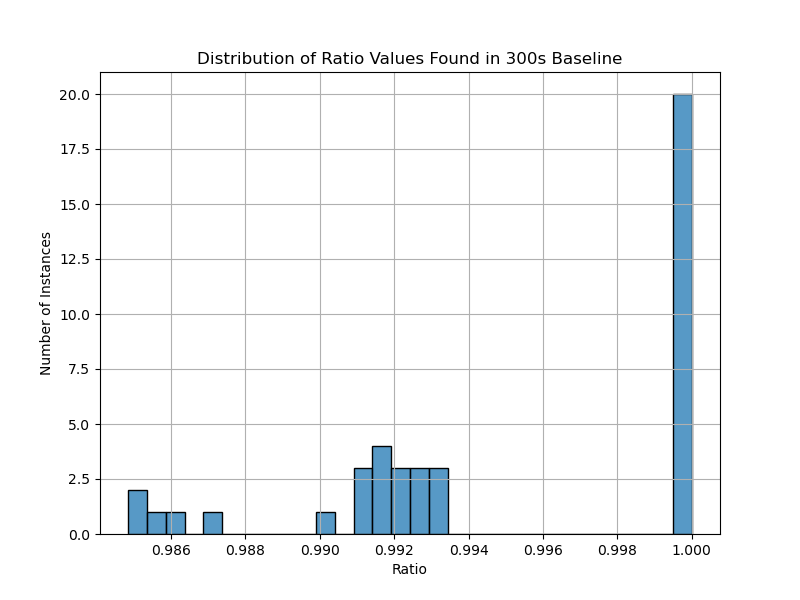 Distribution of Ratio Values Found in 300s Baseline
20.0
17.5
15.0
12.5
10.0
7.5
5.0
2.5
0.0
Number of Instances
0.986 0.988 0.990 0.992 0.994 0.996 0.998 1.000
Ratio